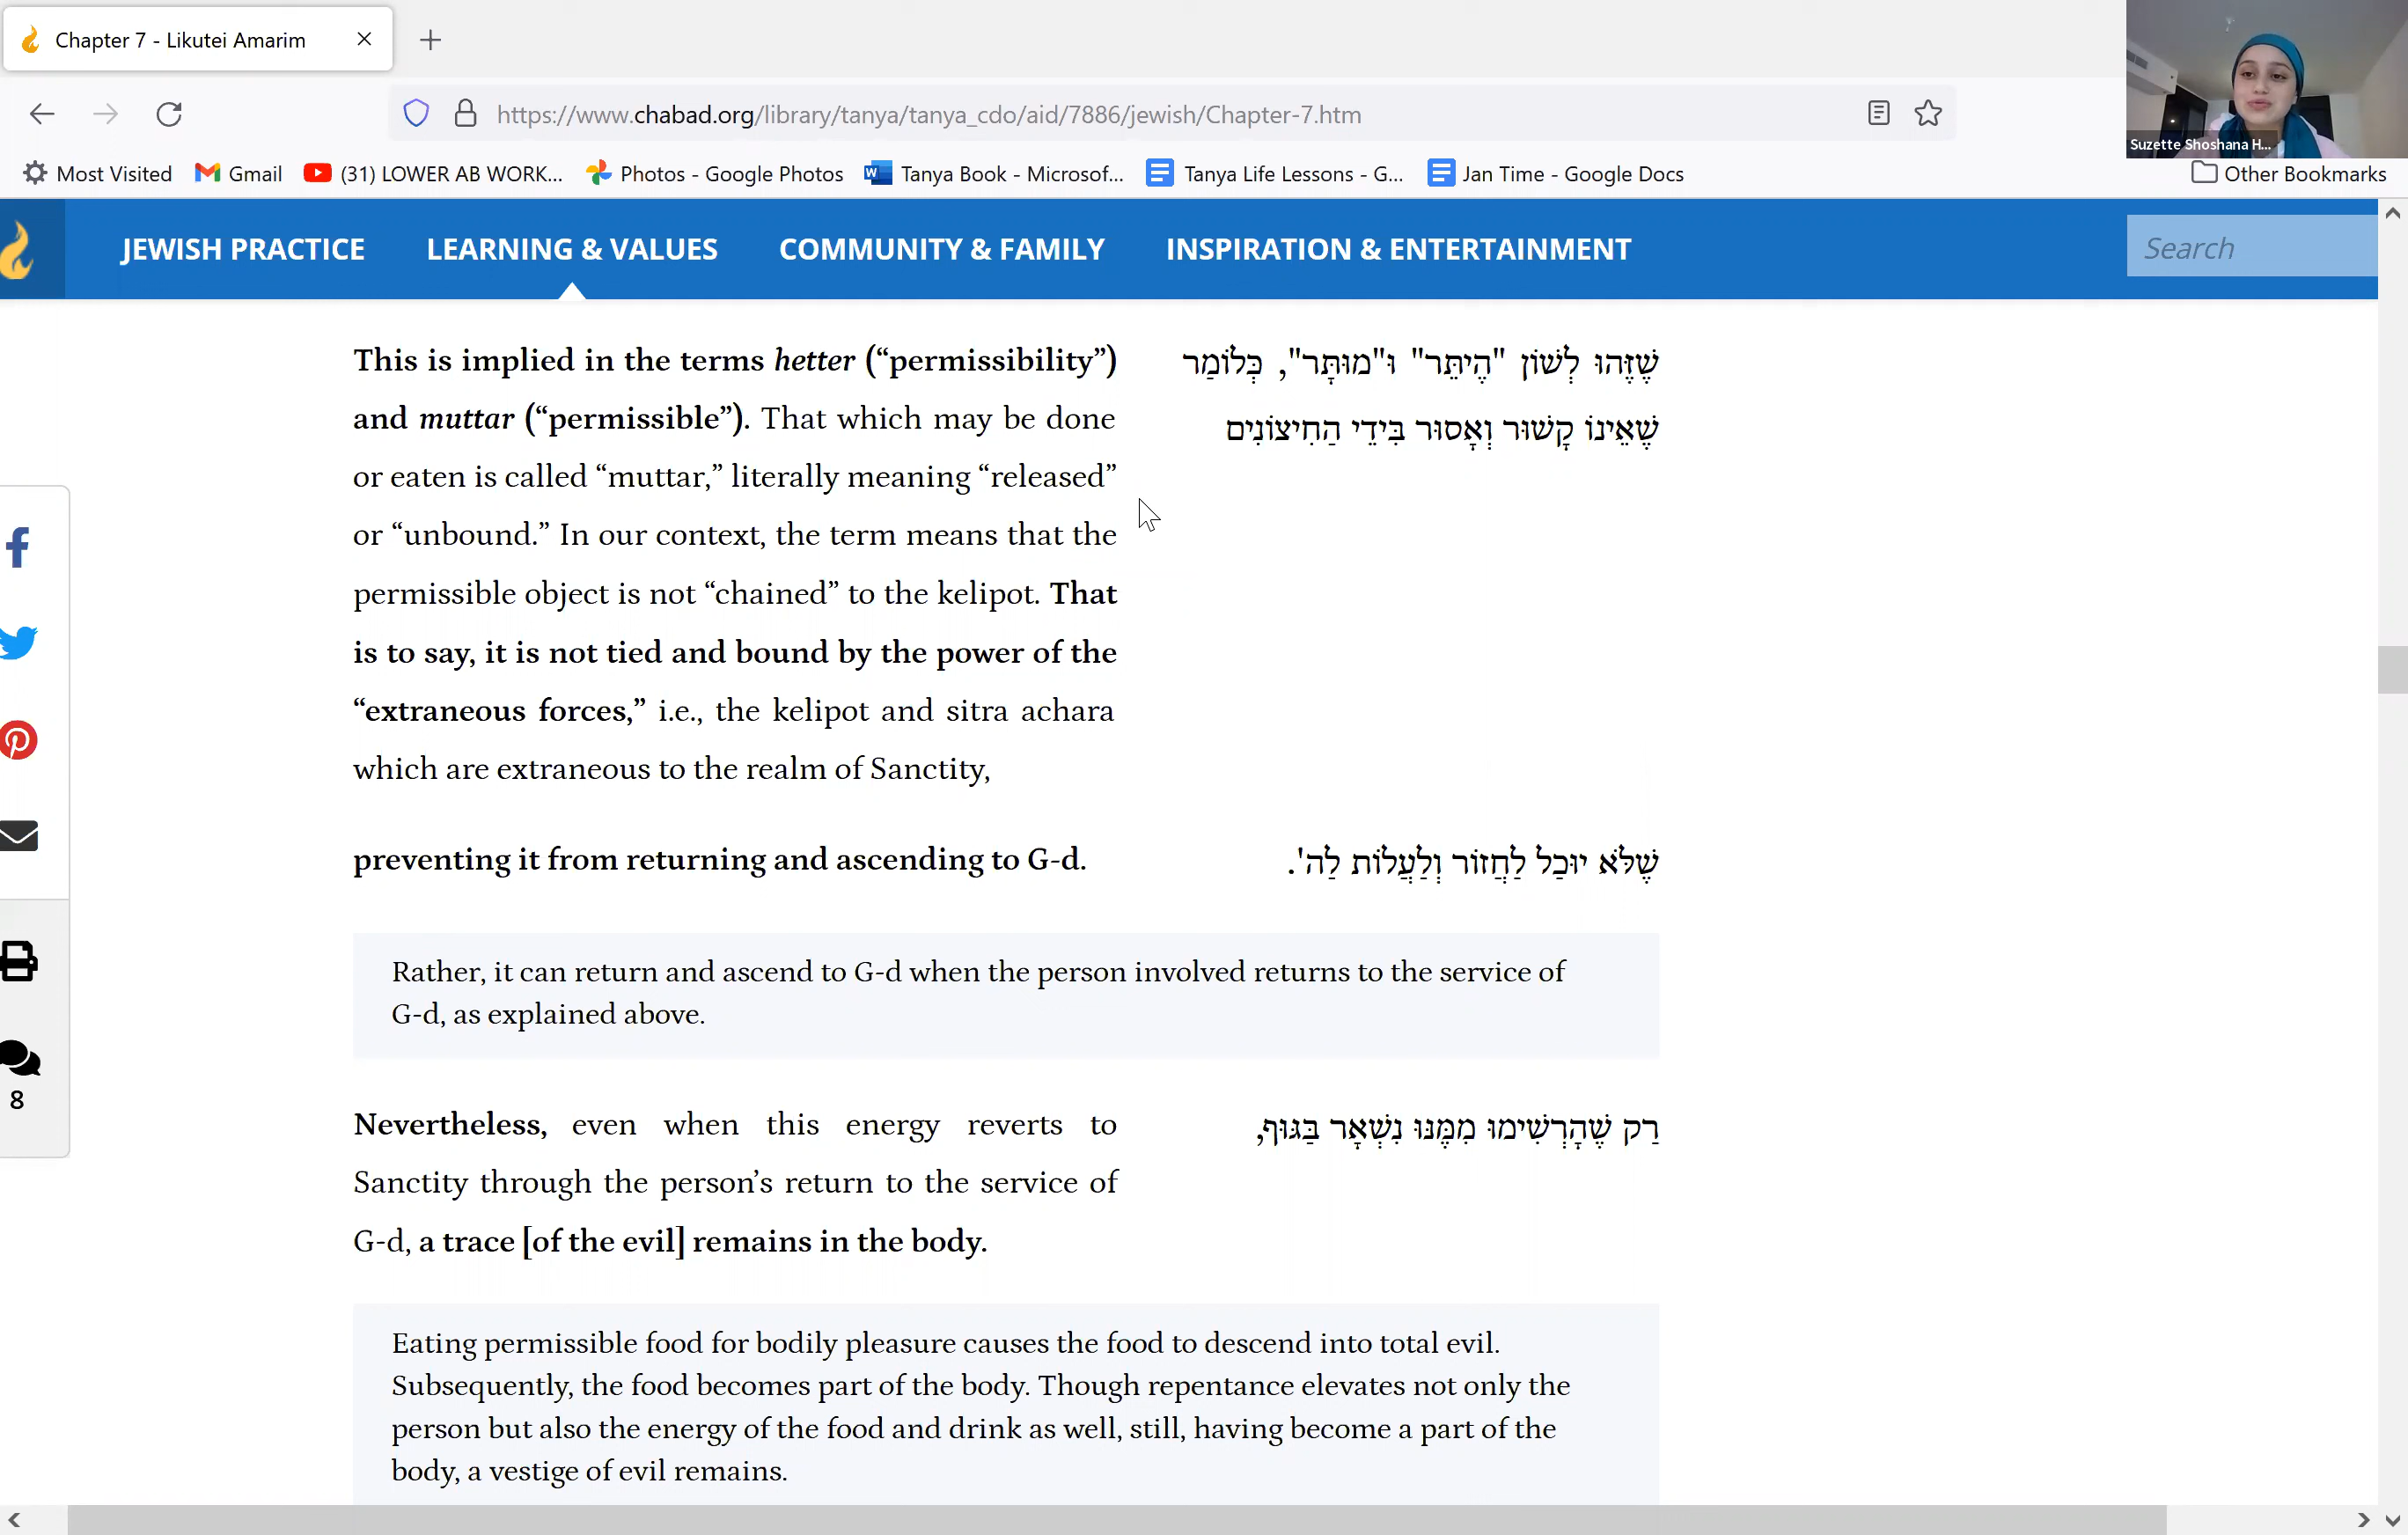 Chapter 7 - Likutei Amarim
https://www.chabad.org/library/tanya/tanya_cdo/aid/7886/jewish/Chapter-7.htm
Suzette Shoshana H...
Most Visited
Gmail
(31) LOWER AB WORK...
Photos - Google Photos
Tanya Book - Microsof...
Tanya Life Lessons - G...
Jan Time - Google Docs
Other Bookmarks
JEWISH PRACTICE
LEARNING & VALUES
COMMUNITY & FAMILY
INSPIRATION & ENTERTAINMENT
Search
This is implied in the terms hetter (“permissibility”)
and muttar (“permissible”). That which may be done
or eaten is called “muttar,” literally meaning “released”
or “unbound.” In our context, the term means that the
permissible object is not “chained” to the kelipot. That
is to say, it is not tied and bound by the power of the
“extraneous forces,” i.e., the kelipot and sitra achara
which are extraneous to the realm of Sanctity,
שֶׁזֶּהוּ לְשׁוֹן "הֶיתֵּר" וּ"מוּתָּר", כְּלוֹמַר
שֶׁאֵינוֹ קָשׁוּר וְאָסוּר בִּידֵי הַחִיצוֹנִים
preventing it from returning and ascending to G-d.
שֶׁלֹּא יוּכַל לַחֲזוֹר וְלַעֲלוֹת לַה'.
Rather, it can return and ascend to G-d when the person involved returns to the service of
G-d, as explained above.
Nevertheless, even when this energy reverts to
Sanctity through the person’s return to the service of
G-d, a trace [of the evil] remains in the body.
רַק שֶׁהָרְשִׁימוּ מִמֶּנּוּ נִשְׁאָר בַּגּוּף,
Eating permissible food for bodily pleasure causes the food to descend into total evil.
Subsequently, the food becomes part of the body. Though repentance elevates not only the
person but also the energy of the food and drink as well, still, having become a part of the
body, a vestige of evil remains.
8